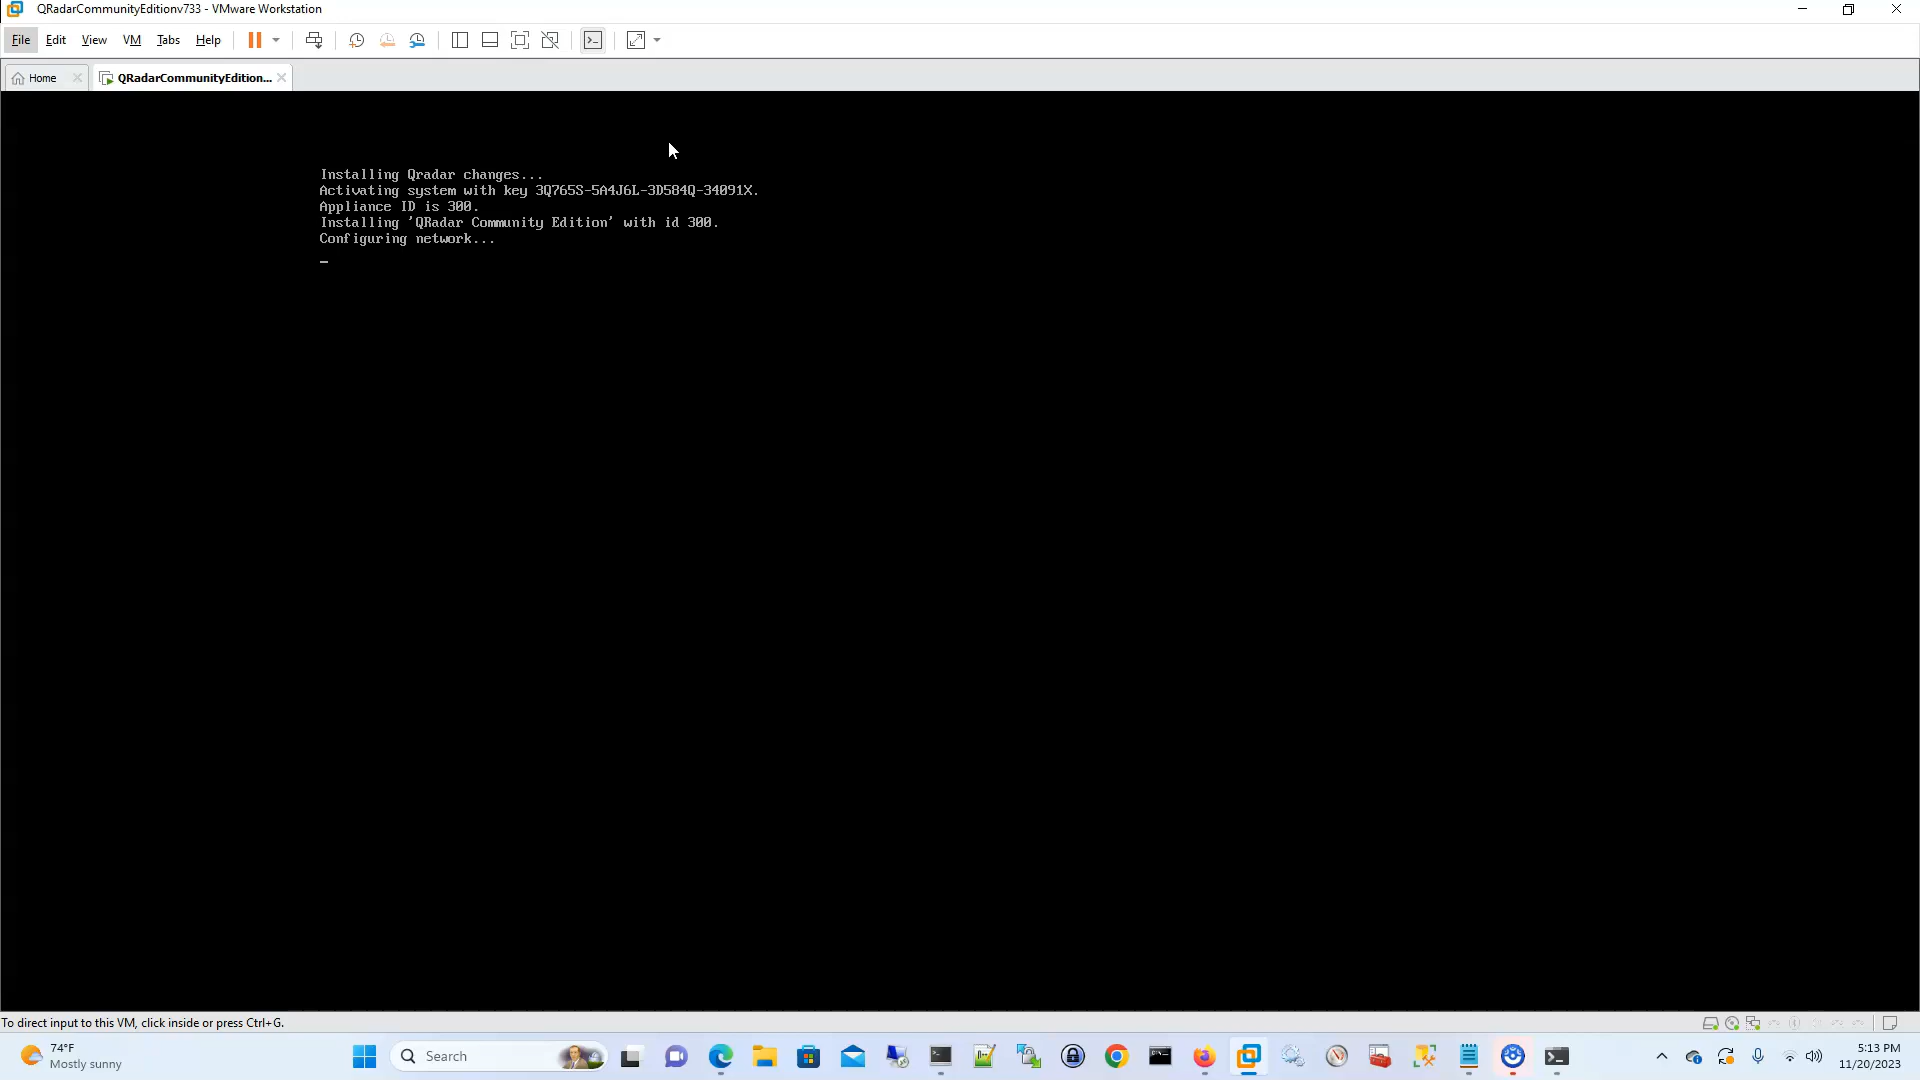 QRadarCommunityEditionv733 - VMware Workstation
File Edit View VM Tabs Help
Home QRadarCommunityEdition...
Installing Qradar changes...
Activating system with key 3Q765S-5A4J6L-3D584Q-34091X.
Appliance ID is 300.
Installing 'QRadar Community Edition' with id 300.
Configuring network...
_
To direct input to this VM, click inside or press Ctrl+G.
74°F
Mostly sunny
Search
5:13 PM
11/20/2023